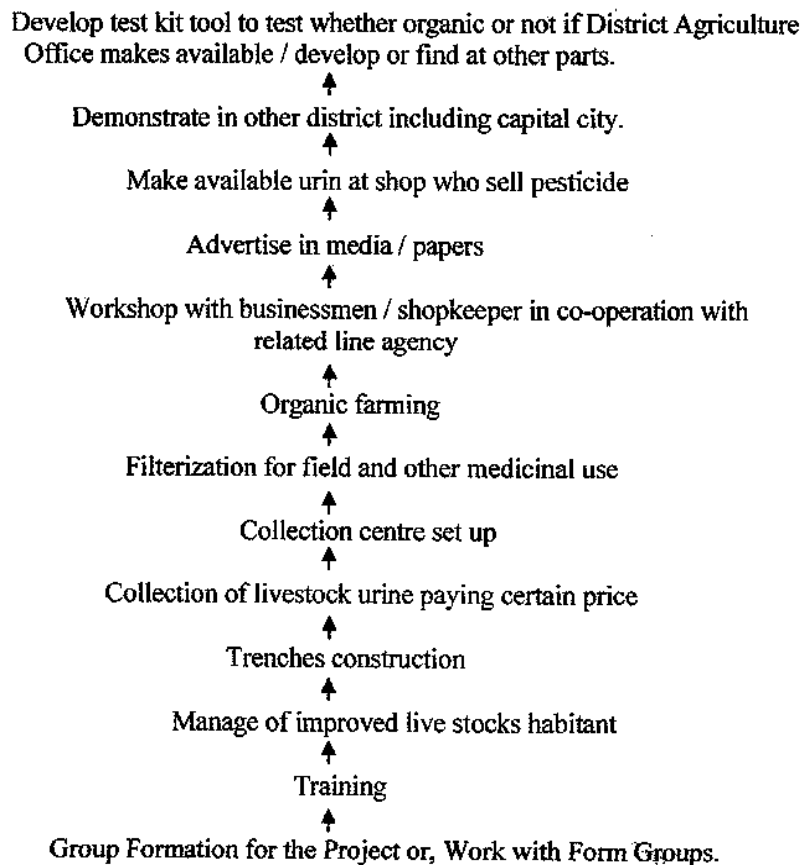 Develop test kit tool to test whether organic or not if District Agriculture
Office makes available / develop or find at other parts.
Demonstrate in other district including capital city.
Make available urin at shop who sell pesticide
Advertise in media / papers
Workshop with businessmen / shopkeeper in co-operation with
related line agency
Organic farming
Filterization for field and other medicinal use
Collection centre set up
Collection of livestock urine paying certain price
Trenches construction
Manage of improved live stocks habitant
Training
Group Formation for the Project or, Work with Form Groups.